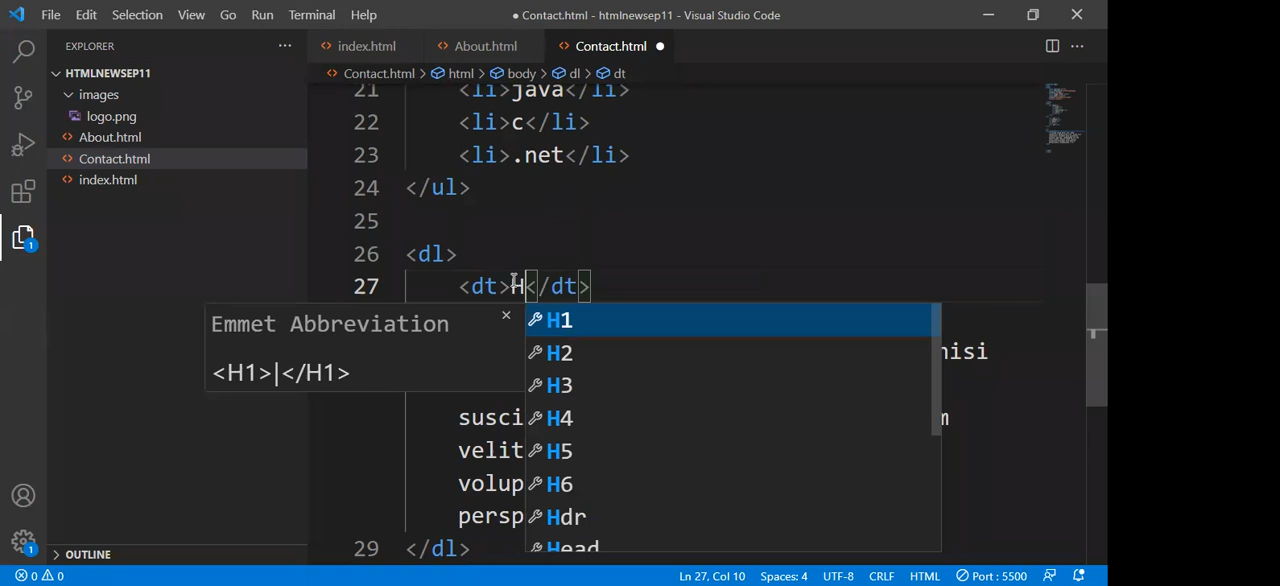 File Edit Selection View Go Run Terminal Help
● Contact.html - htmlnewsep11 - Visual Studio Code
EXPLORER
index.html
About.html
Contact.html
HTMLNEWSEP11
Contact.html > html > body > dl > dt
images
logo.png
About.html
Contact.html
index.html
21 <li>java</li>
22 <li>c</li>
23 <li>.net</li>
24 </ul>
25
26 <dl>
27 <dt>H</dt>
Emmet Abbreviation ×
<H1>|</H1>
H1
H2
H3
H4
H5
H6
Hdr
Head
nisi
susci
m
velit
volup
persp
29 </dl>
OUTLINE
1
1
0 0
Ln 27, Col 10 Spaces: 4 UTF-8 CRLF HTML Port : 5500